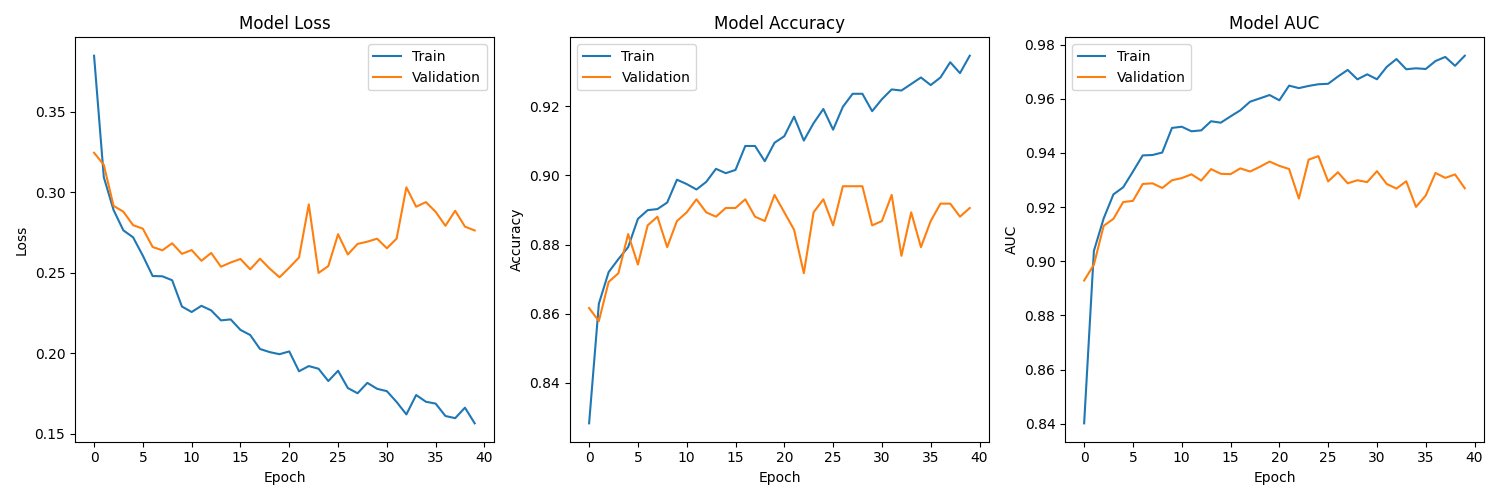 Model Loss
Train
Validation
0.35
0.30
0.25
0.20
0.15
Loss
0 5 10 15 20 25 30 35 40
Epoch
Model Accuracy
Train
Validation
0.92
0.90
0.88
0.86
0.84
Accuracy
0 5 10 15 20 25 30 35 40
Epoch
Model AUC
Train
Validation
0.98
0.96
0.94
0.92
0.90
0.88
0.86
0.84
AUC
0 5 10 15 20 25 30 35 40
Epoch